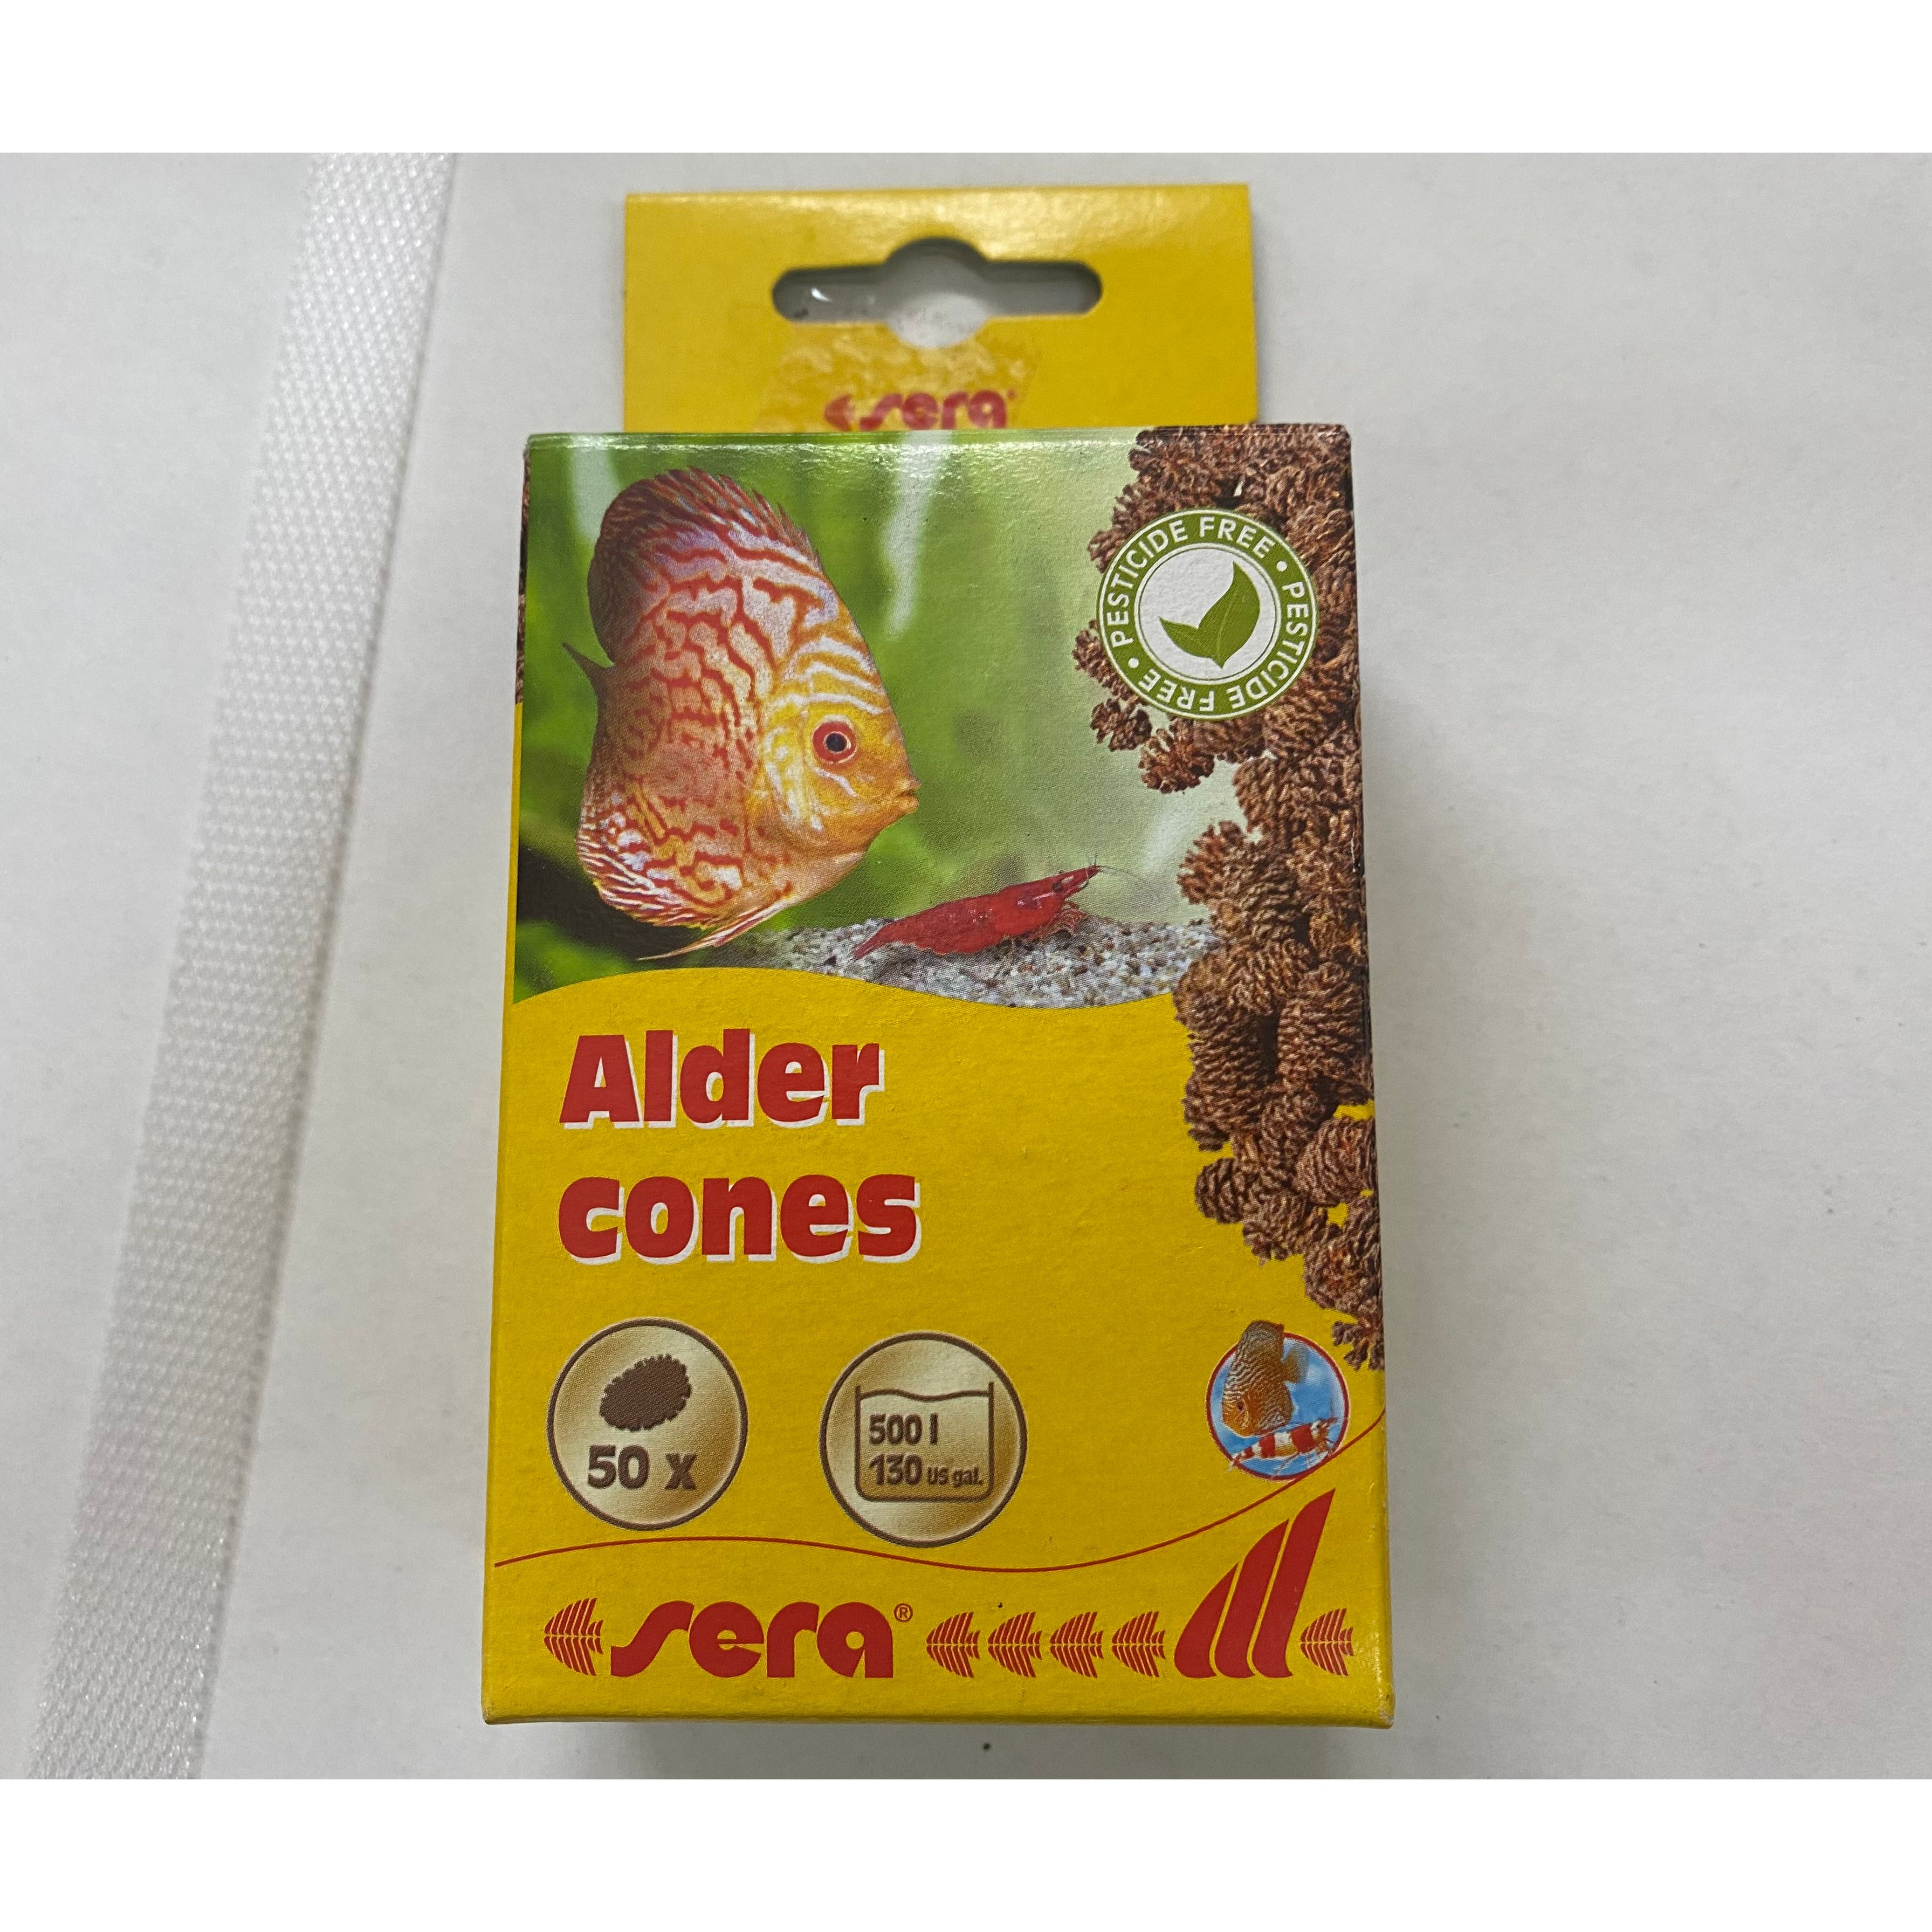 sera®
PESTICIDE FREE • PESTICIDE FREE •
Alder
cones
50 x
500 l
130 US gal.
sera®